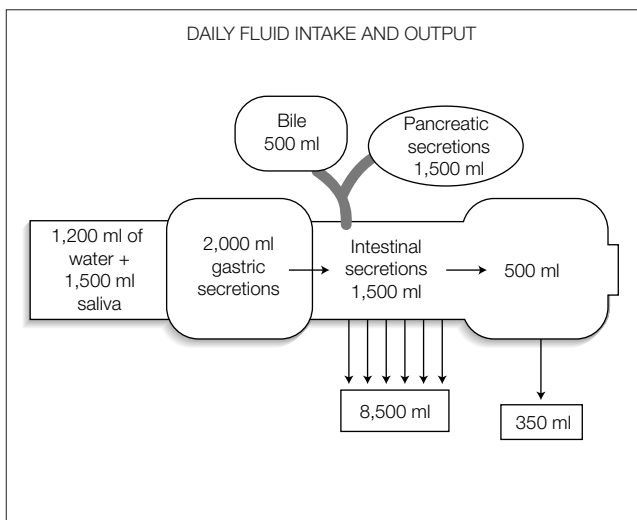 DAILY FLUID INTAKE AND OUTPUT
Bile
500 ml
Pancreatic
secretions
1,500 ml
1,200 ml of
water +
1,500 ml
saliva
2,000 ml
gastric
secretions
Intestinal
secretions
1,500 ml
500 ml
8,500 ml
350 ml